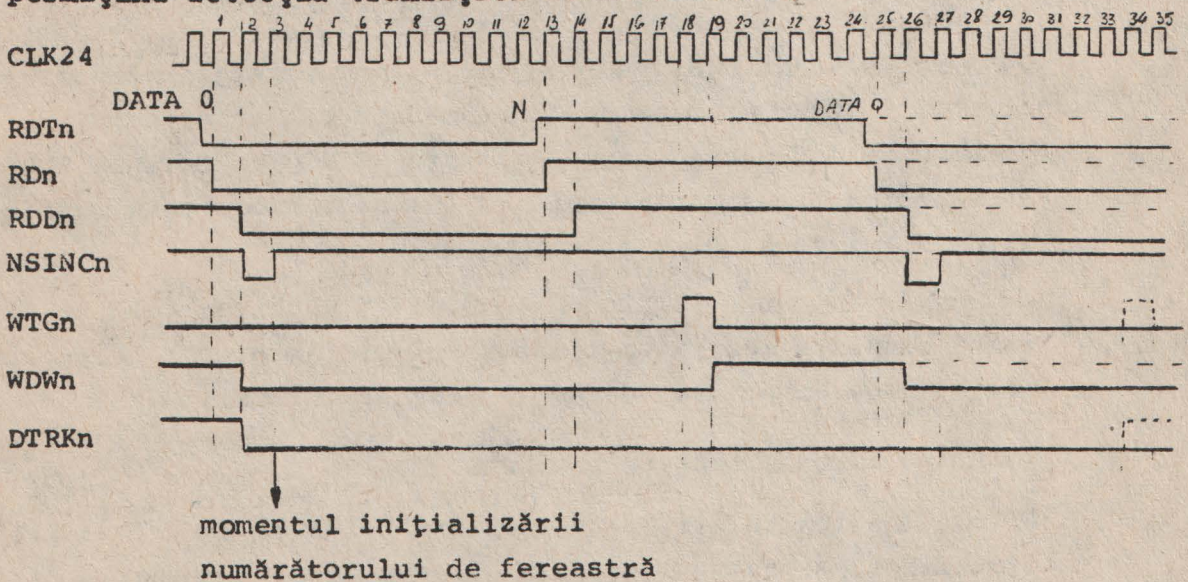 1 2 3 4 5 6 7 8 9 10 11 12 13 14 15 16 17 18 19 20 21 22 23 24 25 26 27 28 29 30 31 32 33 34 35
CLK24
DATA 0 N DATA 0
RDTn
RDn
RDDn
NSINCn
WTGn
WDWn
DTRKn
momentul iniţializării
numărătorului de fereastră